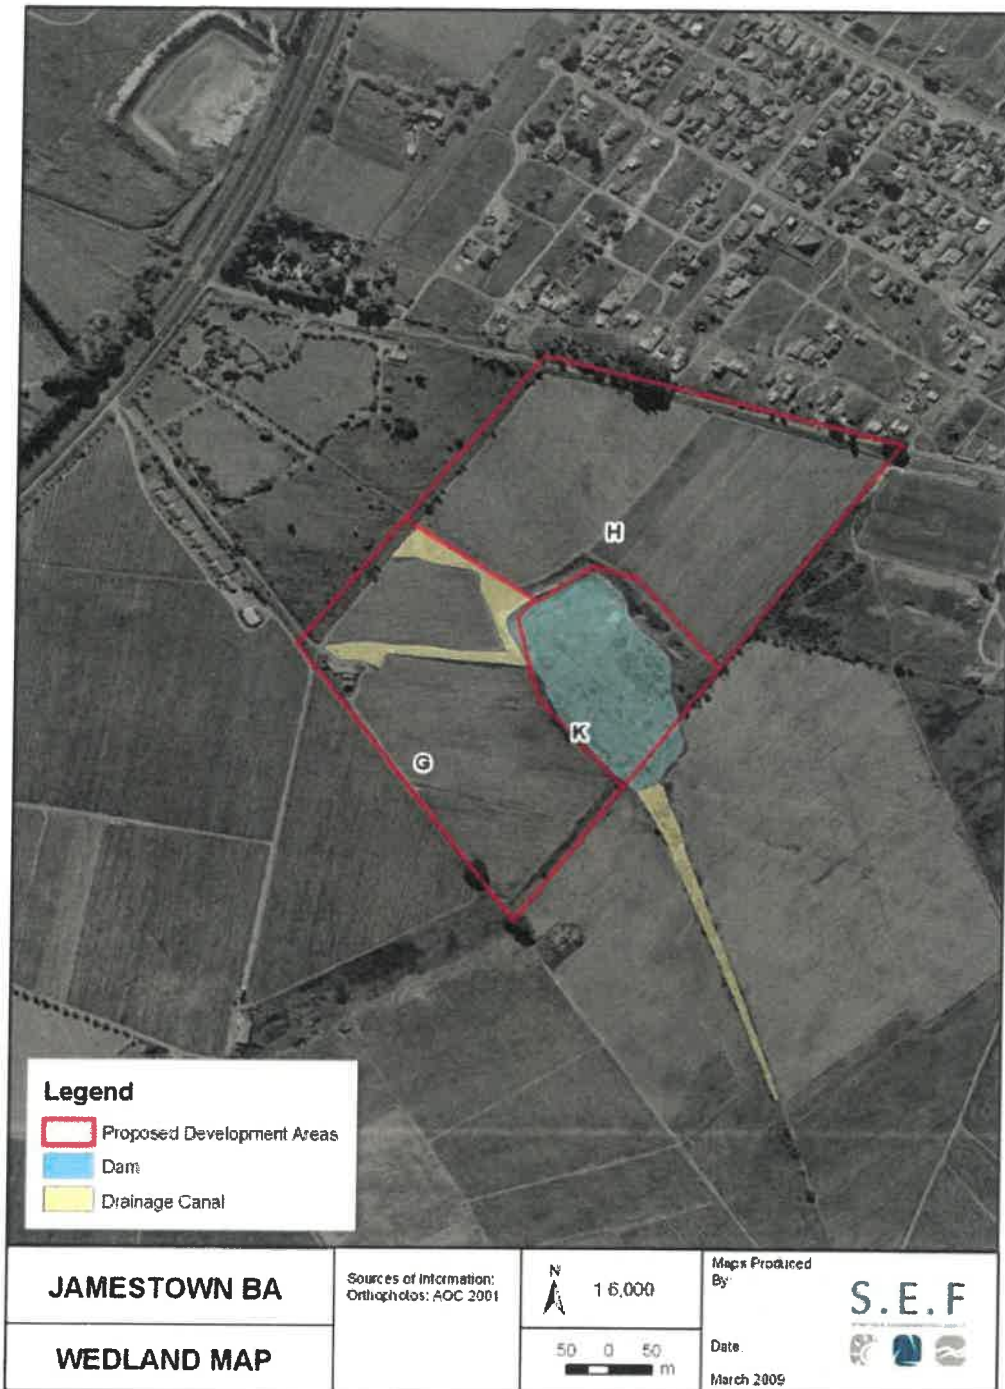 H
K
G
Legend
Proposed Development Areas
Dam
Drainage Canal
JAMESTOWN BA
WEDLAND MAP
Sources of Information:
Orthophotos: AOC 2001
N
1 6,000
50 0 50
m
Maps Produced
By:
S.E.F
Date.
March 2009